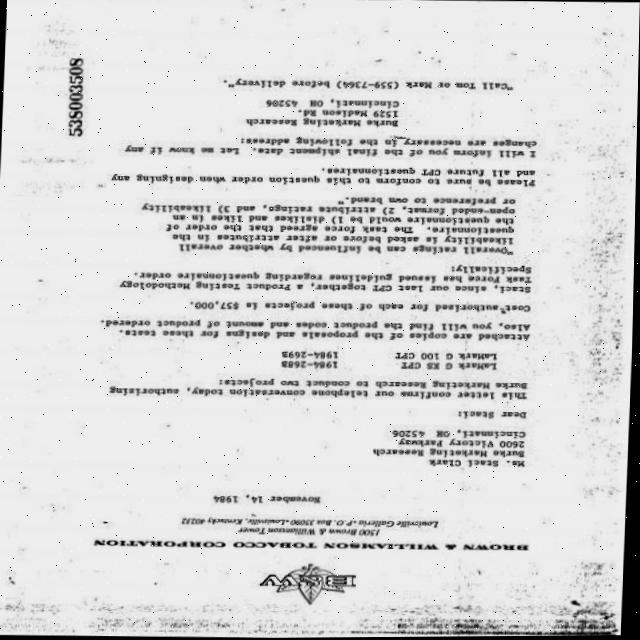 B&W
BROWN & WILLIAMSON TOBACCO CORPORATION
1500 Brown & Williamson Tower
Louisville Galleria • P.O. Box 35090 • Louisville, Kentucky 40232
November 14, 1984
Ms. Staci Clark
Burke Marketing Research
2600 Victory Parkway
Cincinnati, OH 45206
Dear Staci:
This letter confirms our telephone conversation today, authorizing
Burke Marketing Research to conduct two projects:
LaMark G KS CPT 1984-268B
LaMark G 100 CPT 1984-269B
Attached are copies of the proposals and designs for these tests.
Also, you will find the product codes and amount of product ordered.
Cost authorized for each of these projects is $57,000.
Staci, since our last CPT together, a Product Testing Methodology
Task Force has issued guidelines regarding questionnaire order.
Specifically:
"Overall ratings can be influenced by whether overall
likeability is asked before or after attributes in the
questionnaire. The task force agreed that the order of
the questionnaire would be 1) dislikes and likes in an
open-ended format, 2) attribute ratings, and 3) likeability
or preference to own brand."
Please be sure to conform to this question order when designing any
and all future CPT questionnaires.
I will inform you of the final shipment date. Let me know if any
changes are necessary in the following address:
Burke Marketing Research
1529 Madison Rd.
Cincinnati, OH 45206
"Call Tom or Mark (559-7364) before delivery".
538003508